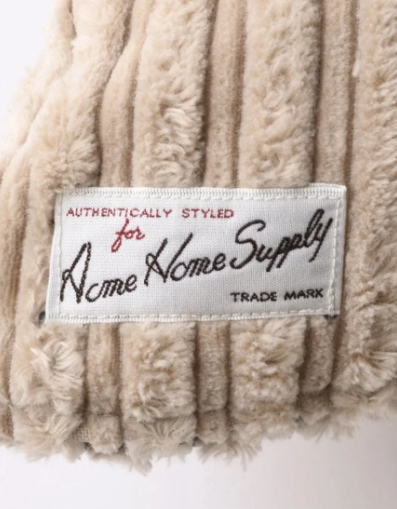 AUTHENTICALLY STYLED
for
Acme Home Supply
TRADE MARK